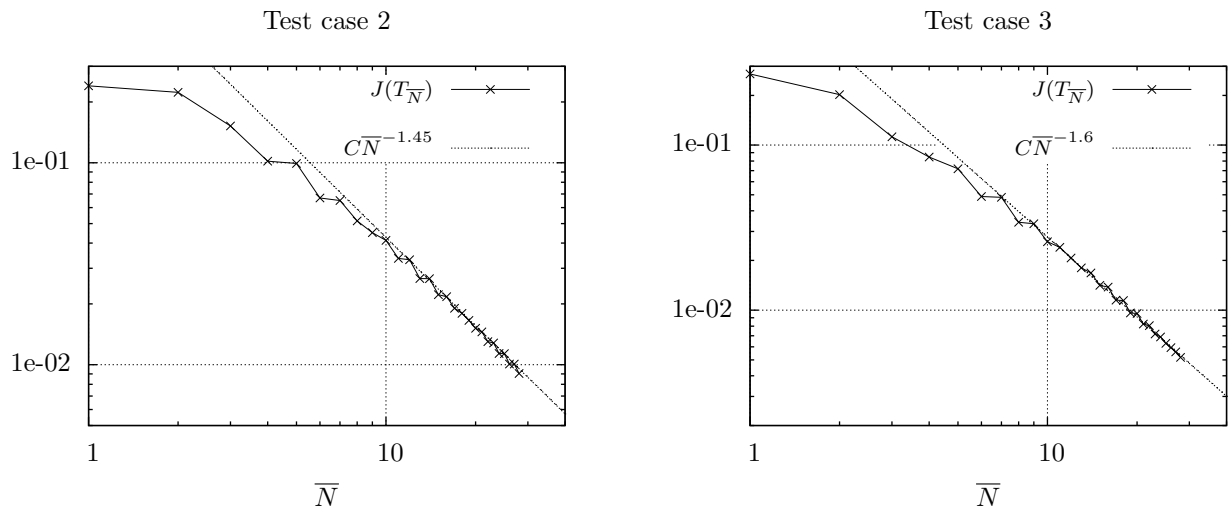 Test case 2
J(T_N̅)
CN̅^−1.45
1e-01
1e-02
1
10
N̅
Test case 3
J(T_N̅)
CN̅^−1.6
1e-01
1e-02
1
10
N̅